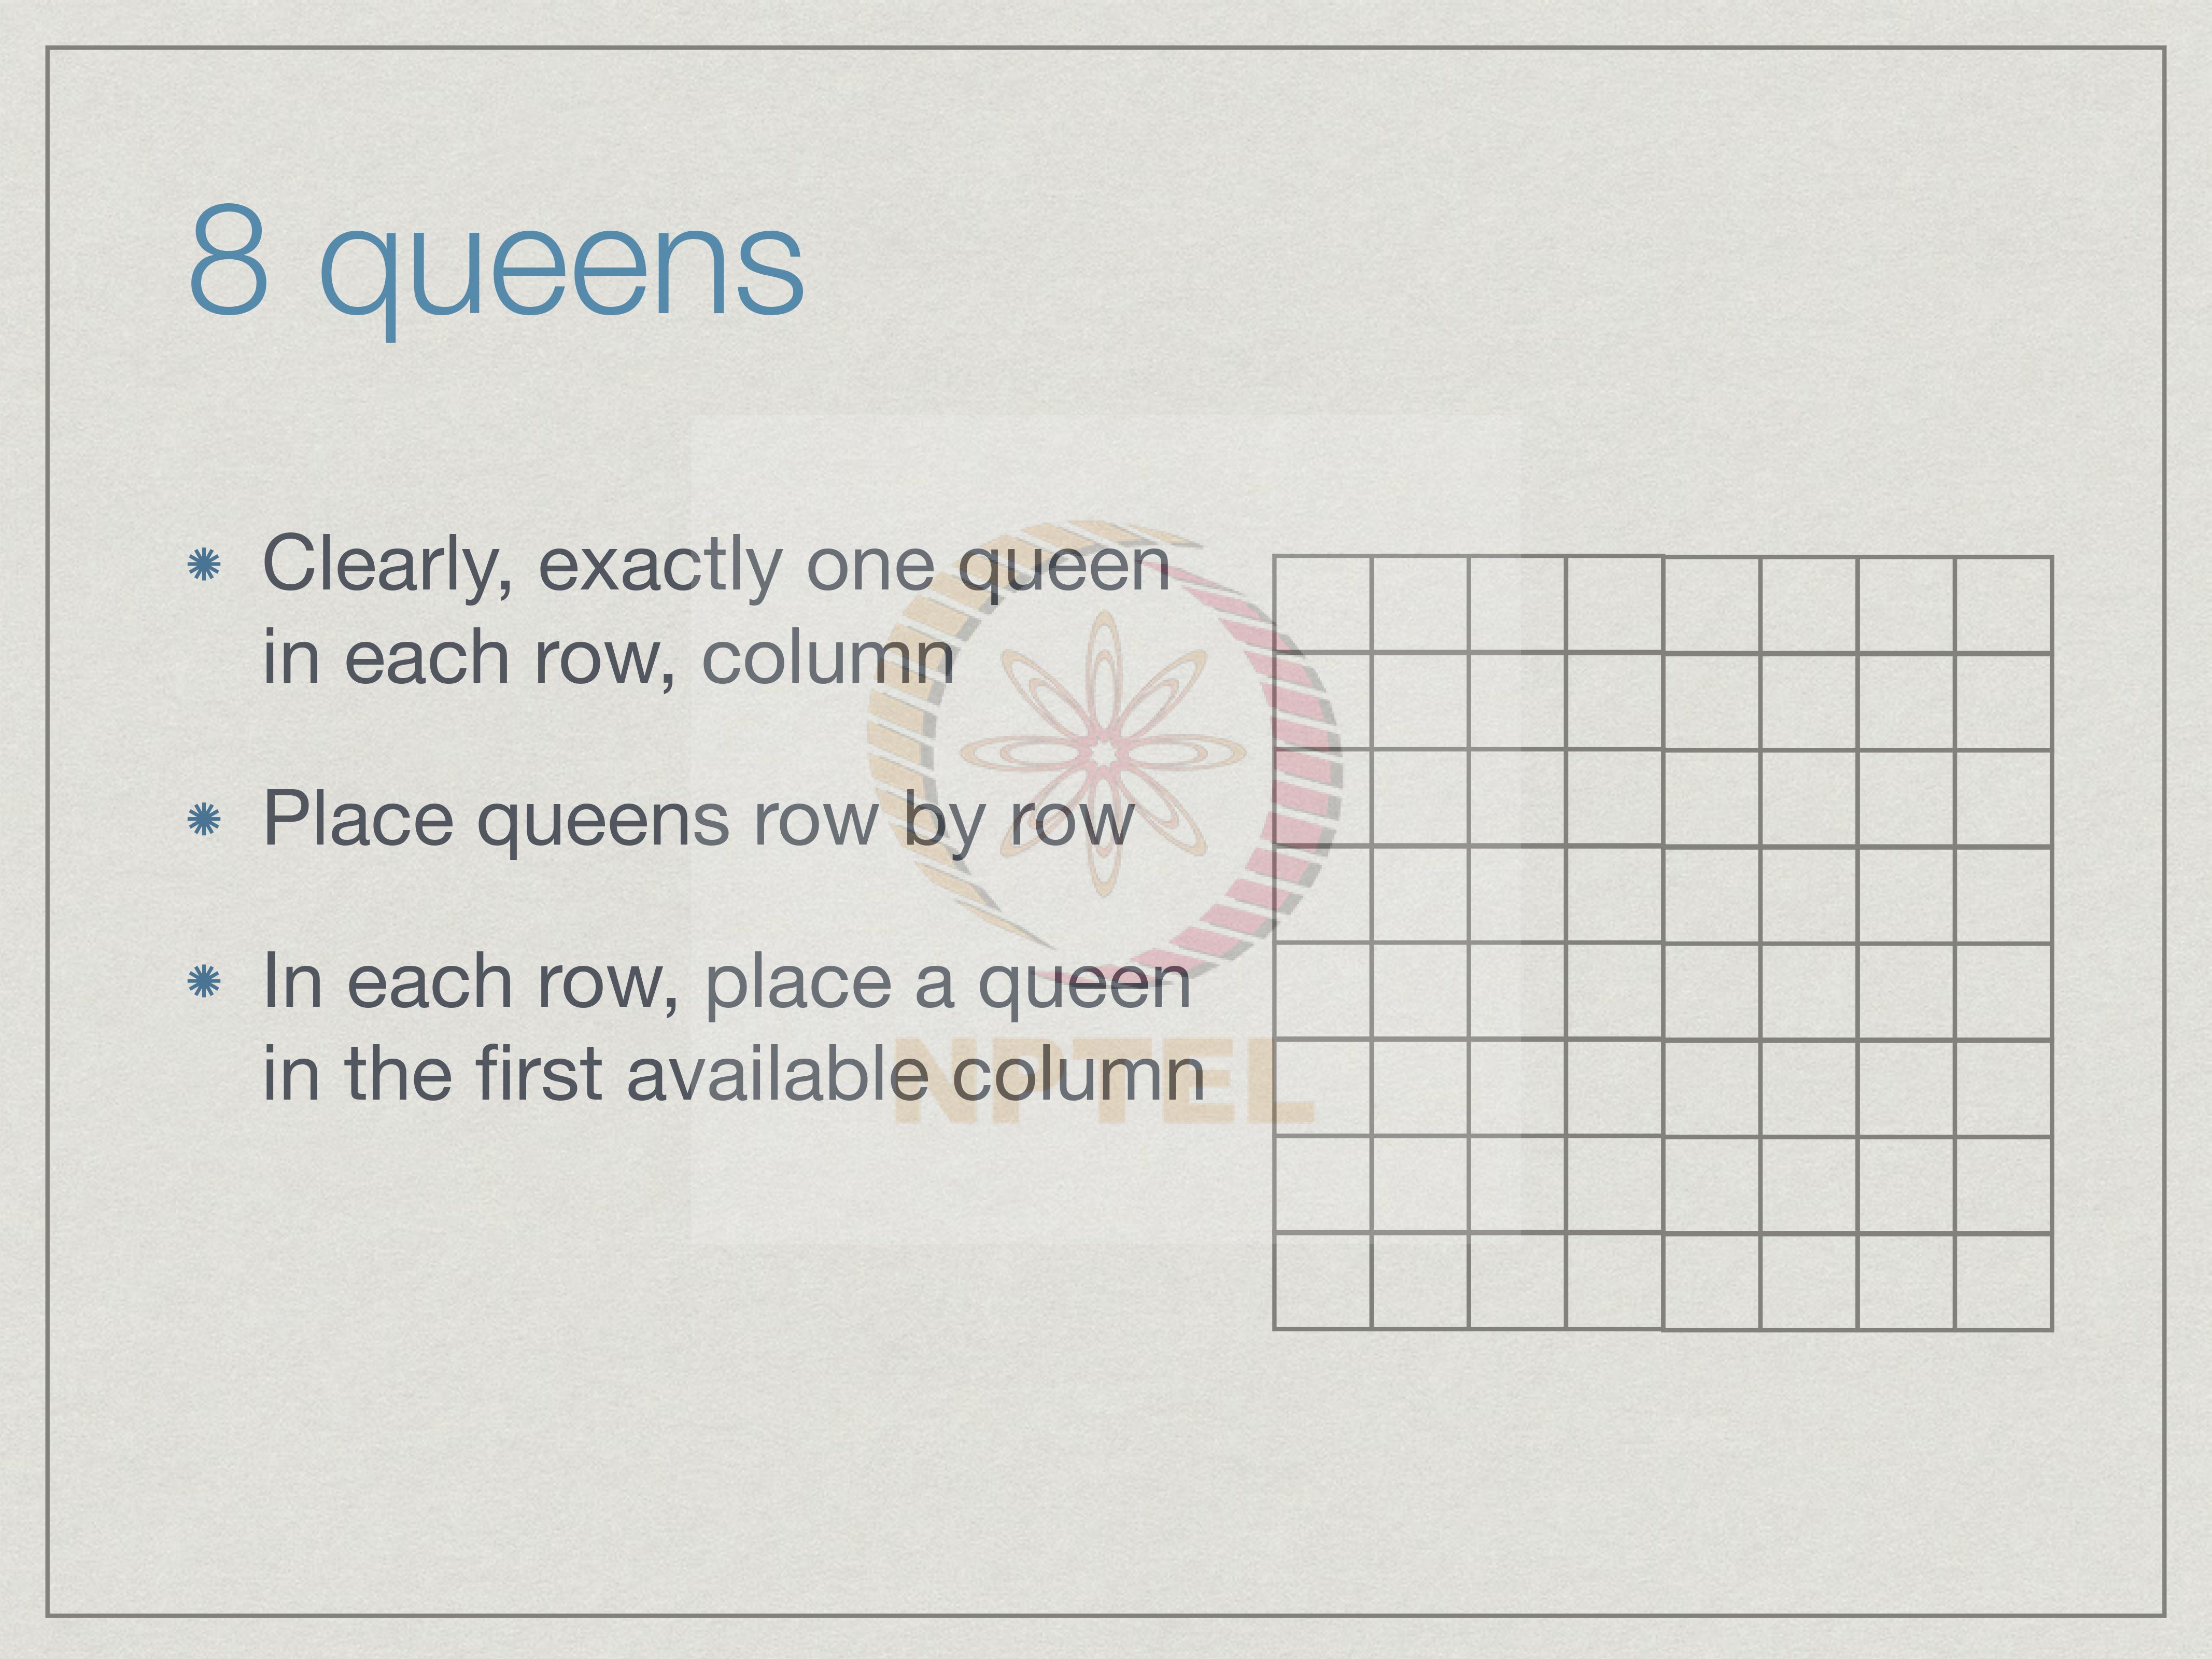 8 queens
Clearly, exactly one queen
in each row, column
Place queens row by row
In each row, place a queen
in the first available column
NPTEL